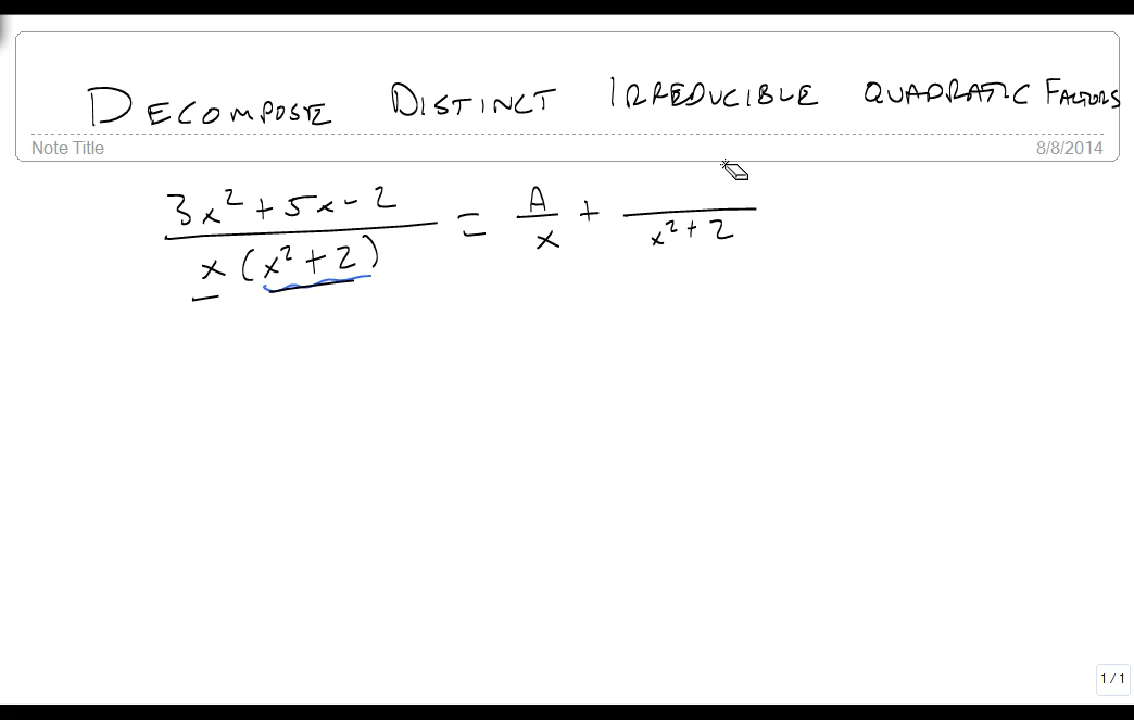 DECOMPOSE DISTINCT IRREDUCIBLE QUADRATIC FACTORS
Note Title 8/8/2014
3x² + 5x - 2 / x (x² + 2) = A / x + / x² + 2
1/1